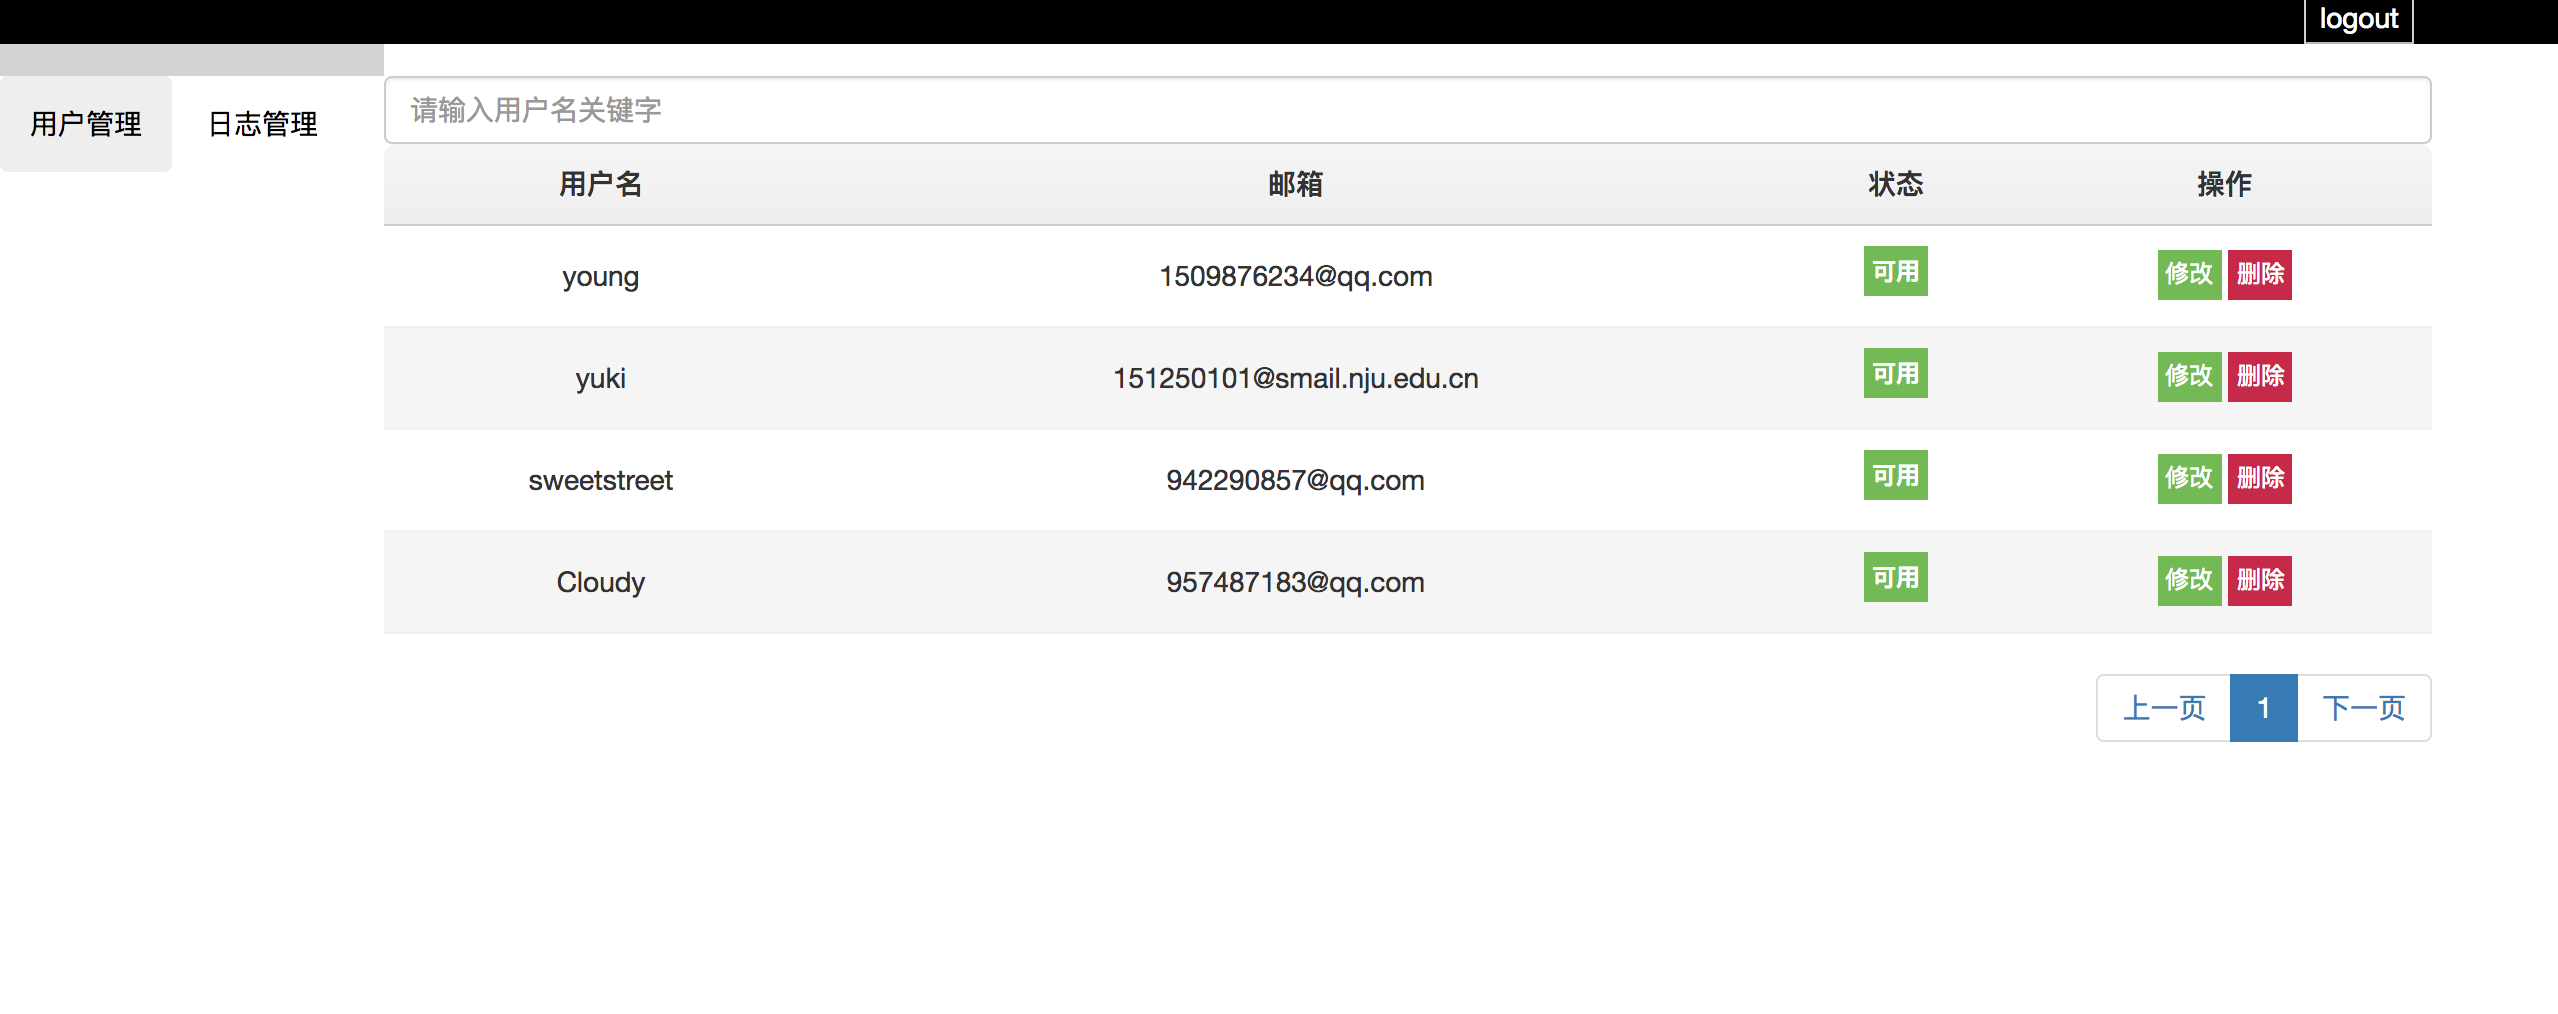 logout
用户管理 日志管理
请输入用户名关键字
用户名 邮箱 状态 操作
young 1509876234@qq.com 可用 修改 删除
yuki 151250101@smail.nju.edu.cn 可用 修改 删除
sweetstreet 942290857@qq.com 可用 修改 删除
Cloudy 957487183@qq.com 可用 修改 删除
上一页 1 下一页